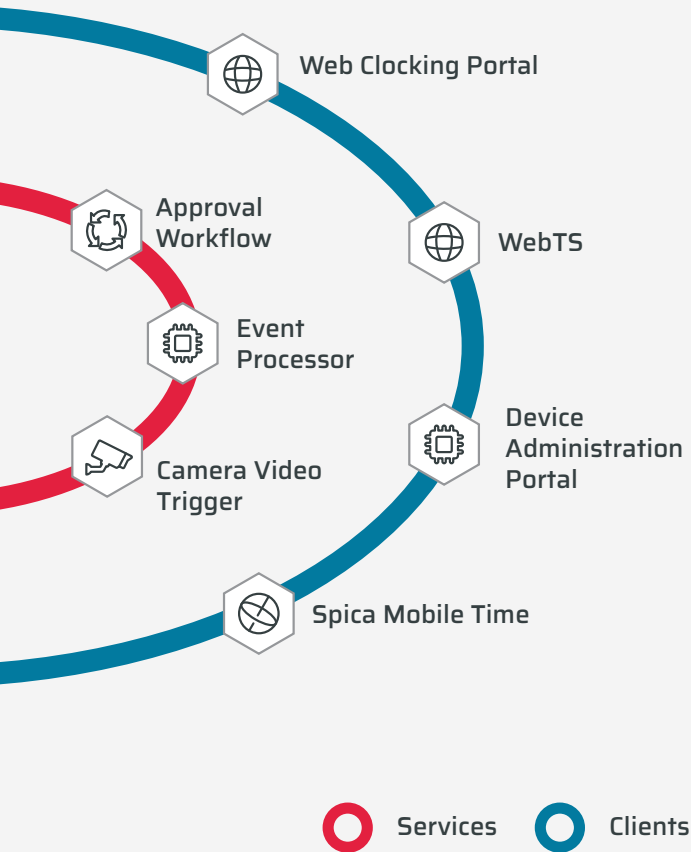 Web Clocking Portal
Approval
Workflow
WebTS
Event
Processor
Device
Administration
Portal
Camera Video
Trigger
Spica Mobile Time
Services
Clients